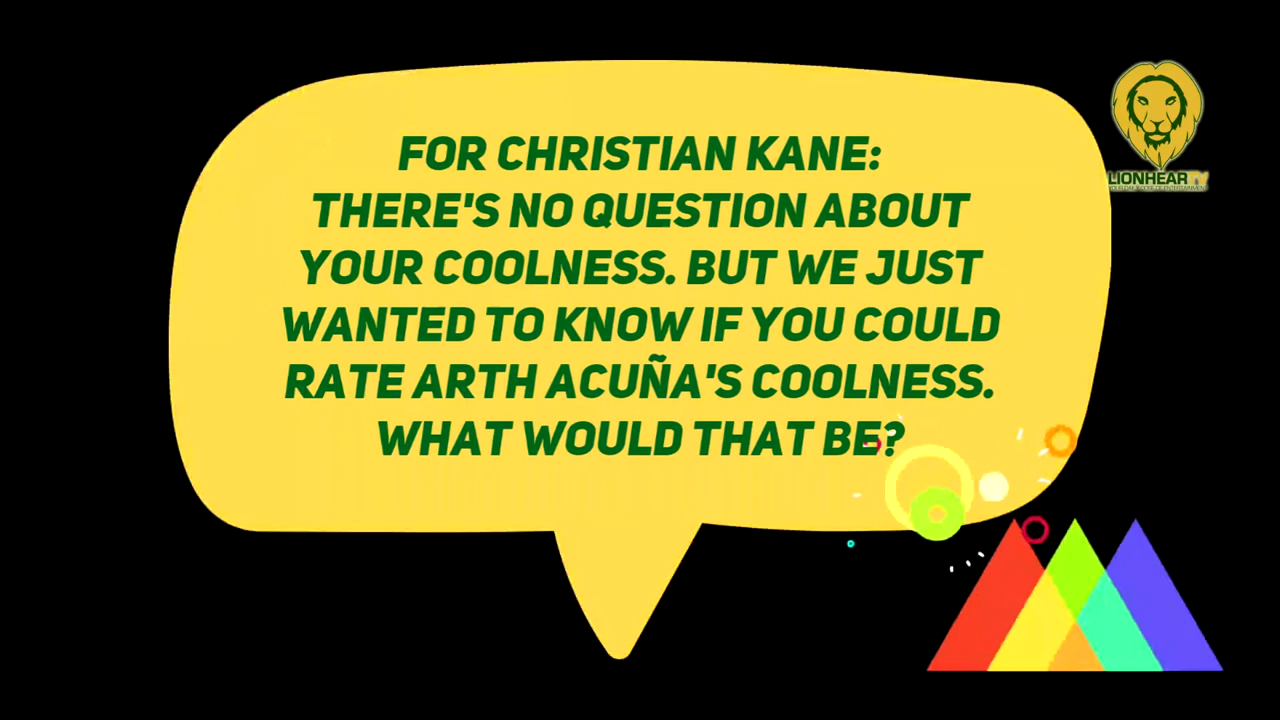 FOR CHRISTIAN KANE:
THERE'S NO QUESTION ABOUT
YOUR COOLNESS. BUT WE JUST
WANTED TO KNOW IF YOU COULD
RATE ARTH ACUÑA'S COOLNESS.
WHAT WOULD THAT BE?
LIONHEARTV